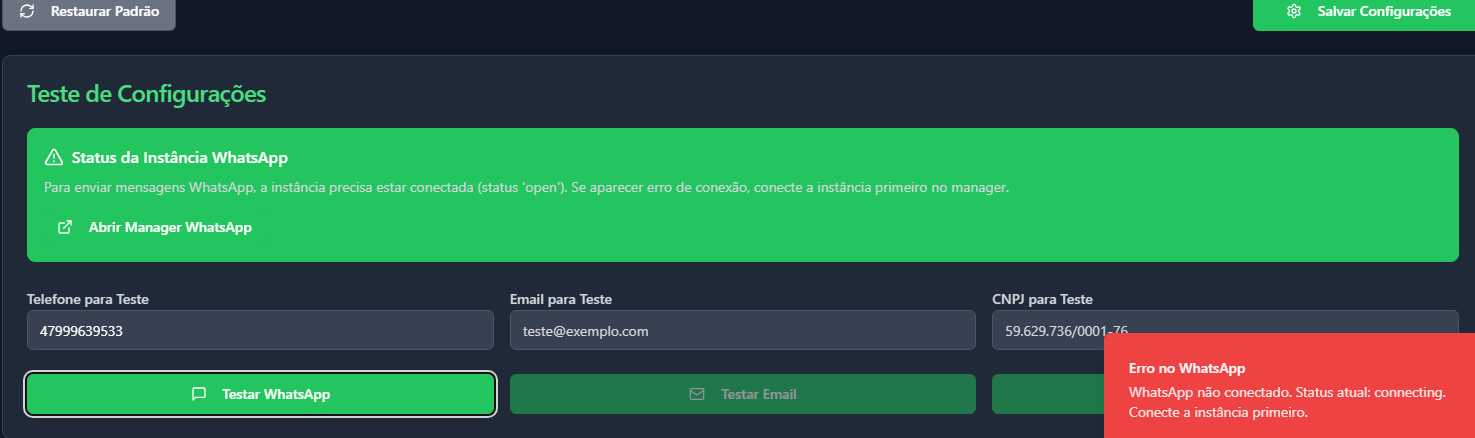 Restaurar Padrão
Salvar Configurações
Teste de Configurações
Status da Instância WhatsApp
Para enviar mensagens WhatsApp, a instância precisa estar conectada (status 'open'). Se aparecer erro de conexão, conecte a instância primeiro no manager.
Abrir Manager WhatsApp
Telefone para Teste
Email para Teste
CNPJ para Teste
47999639533
teste@exemplo.com
59.629.736/0001-76
Testar WhatsApp
Testar Email
Erro no WhatsApp
WhatsApp não conectado. Status atual: connecting.
Conecte a instância primeiro.